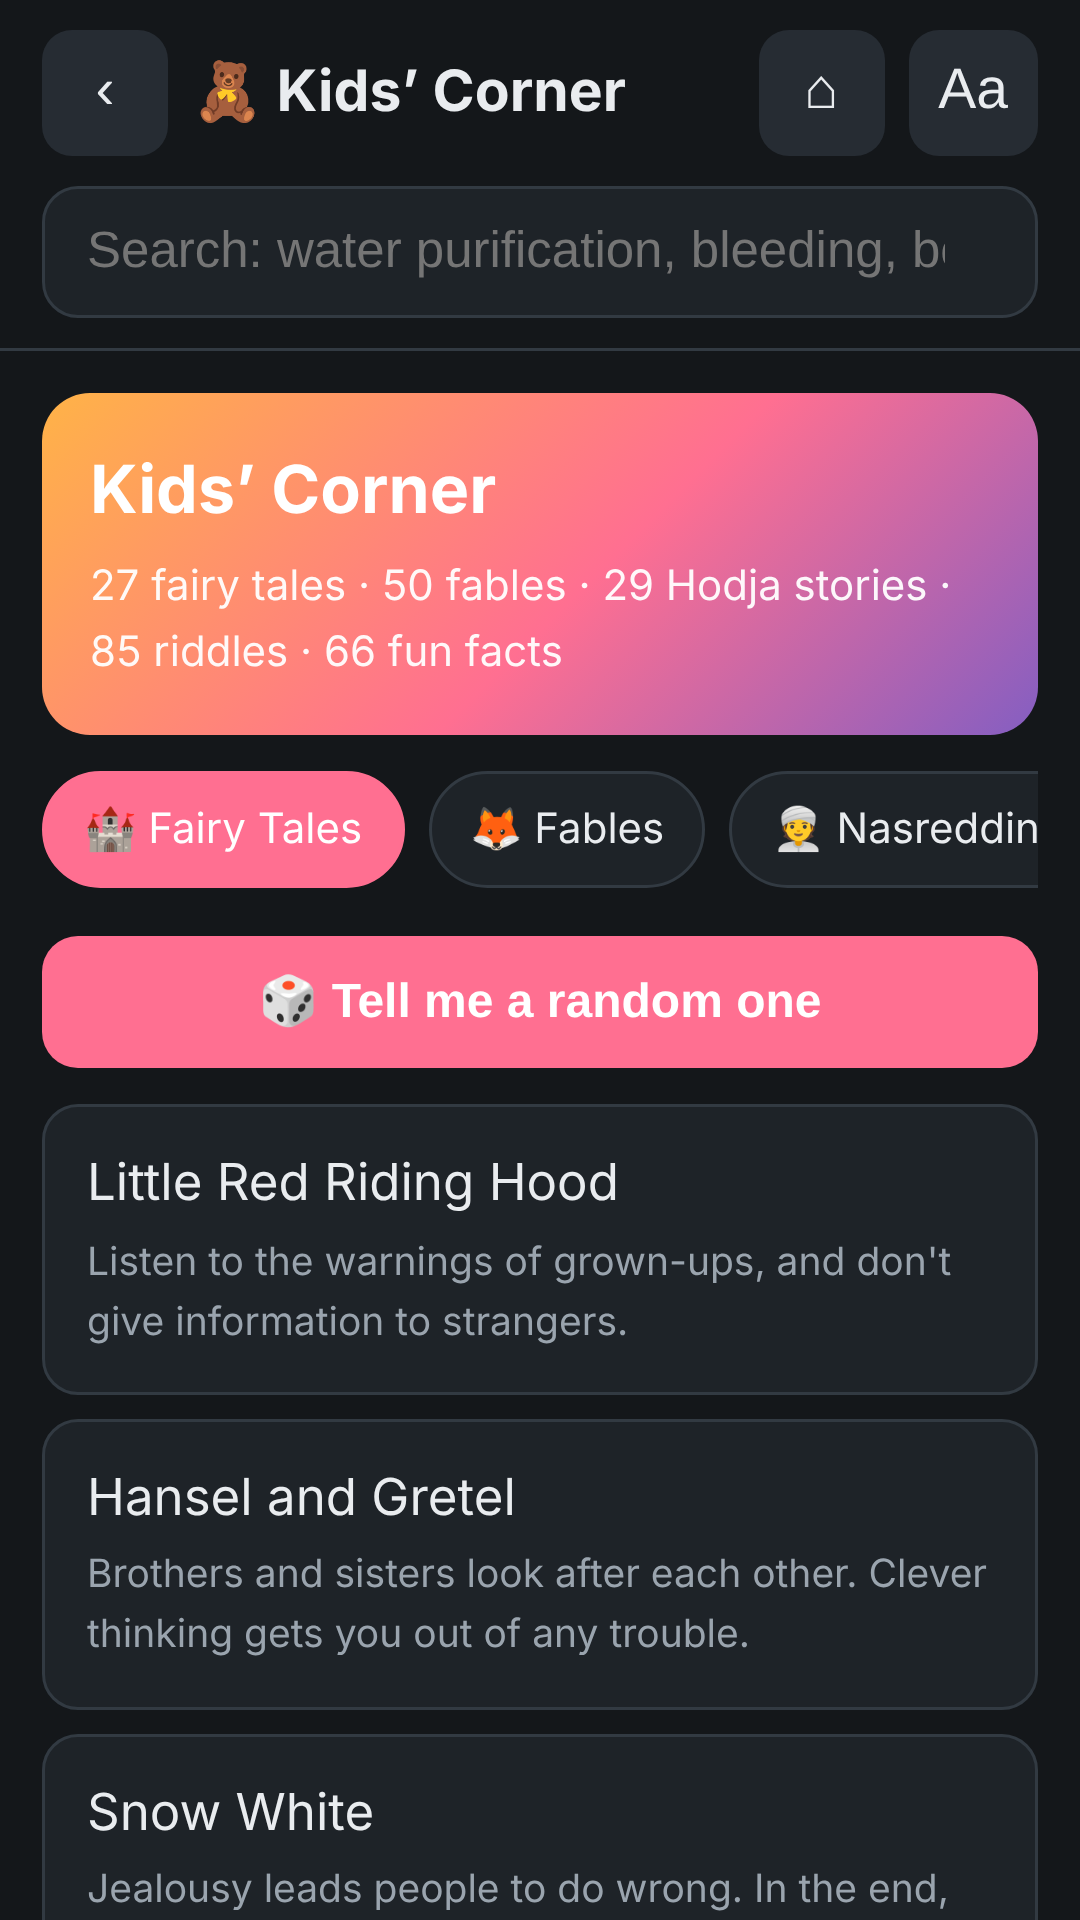 ‹ 🧸 Kids’ Corner ⌂ Aa
Search: water purification, bleeding,
Kids’ Corner
27 fairy tales · 50 fables · 29 Hodja stories ·
85 riddles · 66 fun facts
🏰 Fairy Tales 🦊 Fables 👳 Nasreddin
🎲 Tell me a random one
Little Red Riding Hood
Listen to the warnings of grown-ups, and don't
give information to strangers.
Hansel and Gretel
Brothers and sisters look after each other. Clever
thinking gets you out of any trouble.
Snow White
Jealousy leads people to do wrong. In the end,